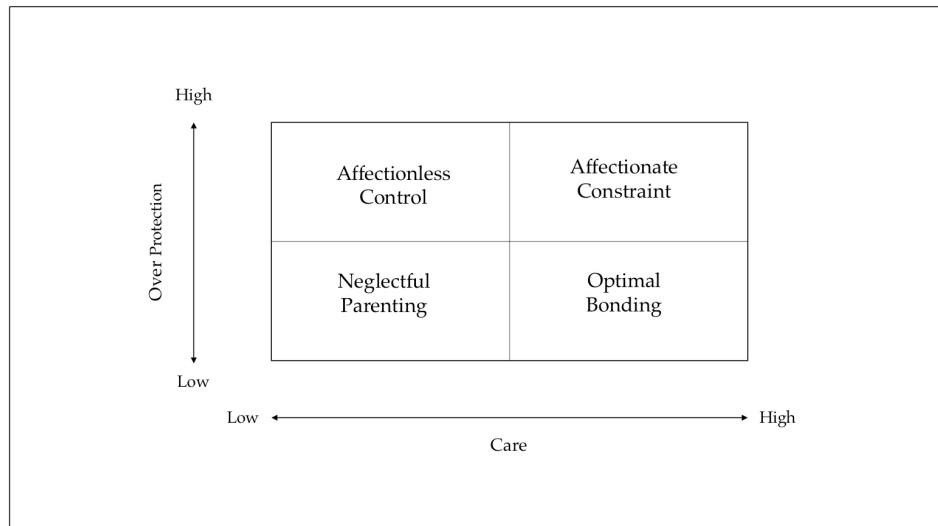 High
Affectionless
Control
Affectionate
Constraint
Over Protection
Neglectful
Parenting
Optimal
Bonding
Low
Low
High
Care